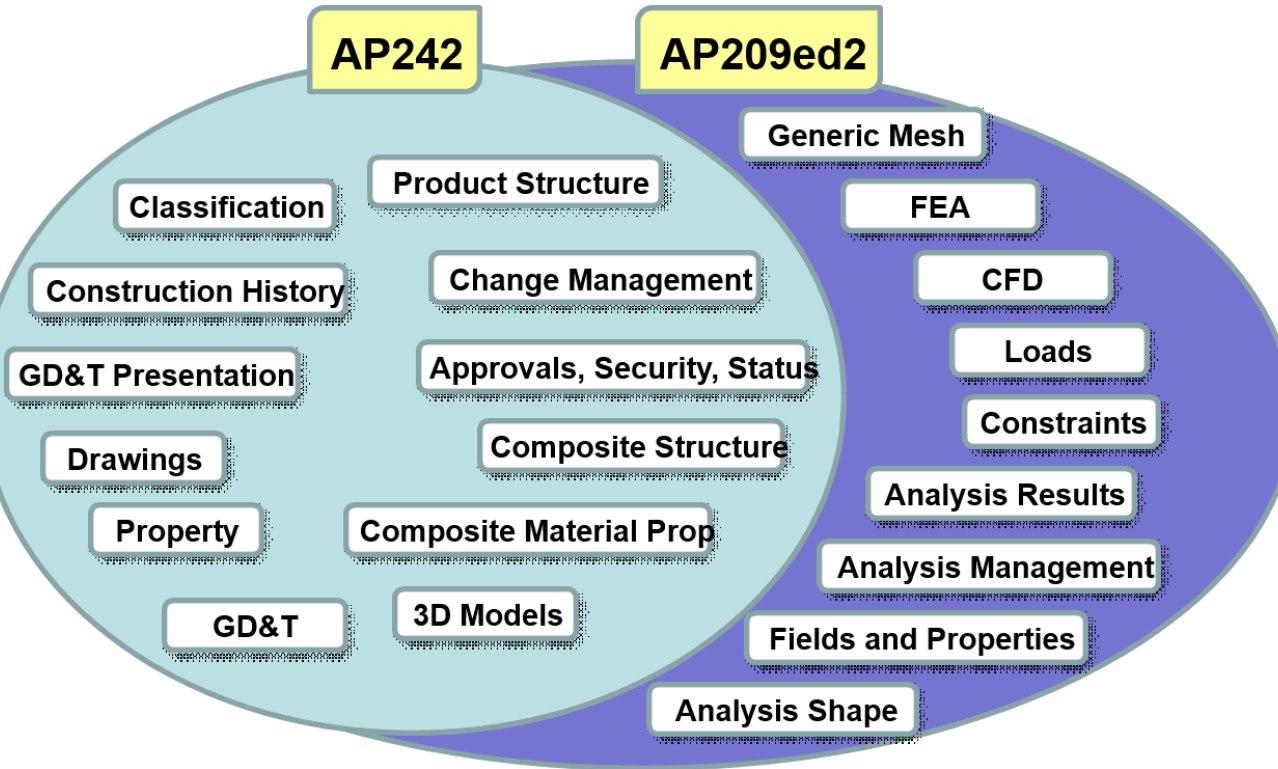 AP242
AP209ed2
Generic Mesh
Product Structure
Classification
FEA
Change Management
CFD
Construction History
Loads
Approvals, Security, Status
GD&T Presentation
Constraints
Composite Structure
Drawings
Analysis Results
Property
Composite Material Prop
Analysis Management
3D Models
GD&T
Fields and Properties
Analysis Shape